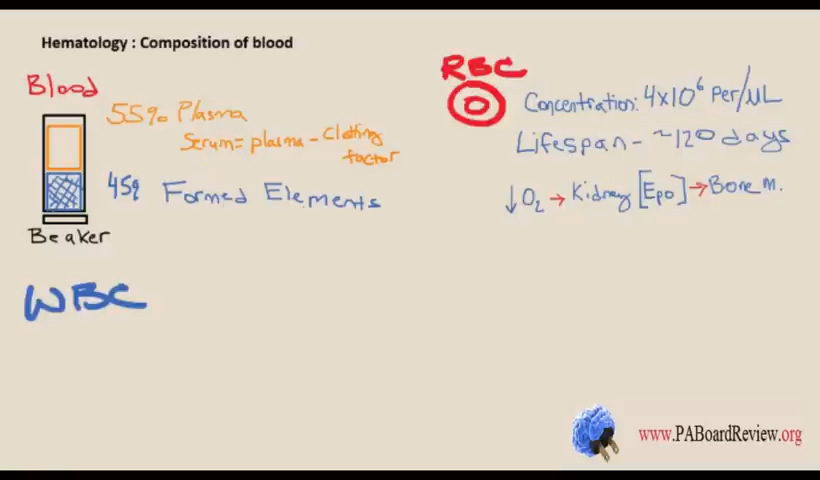 Hematology : Composition of blood
Blood
55% Plasma
Serum = plasma - Clotting
factor
45% Formed Elements
Beaker
RBC
Concentration: 4x10⁶ Per/µL
Lifespan - ~120 days
↓O₂ → Kidney [Epo] → Bone M.
WBC
www.PABoardReview.org